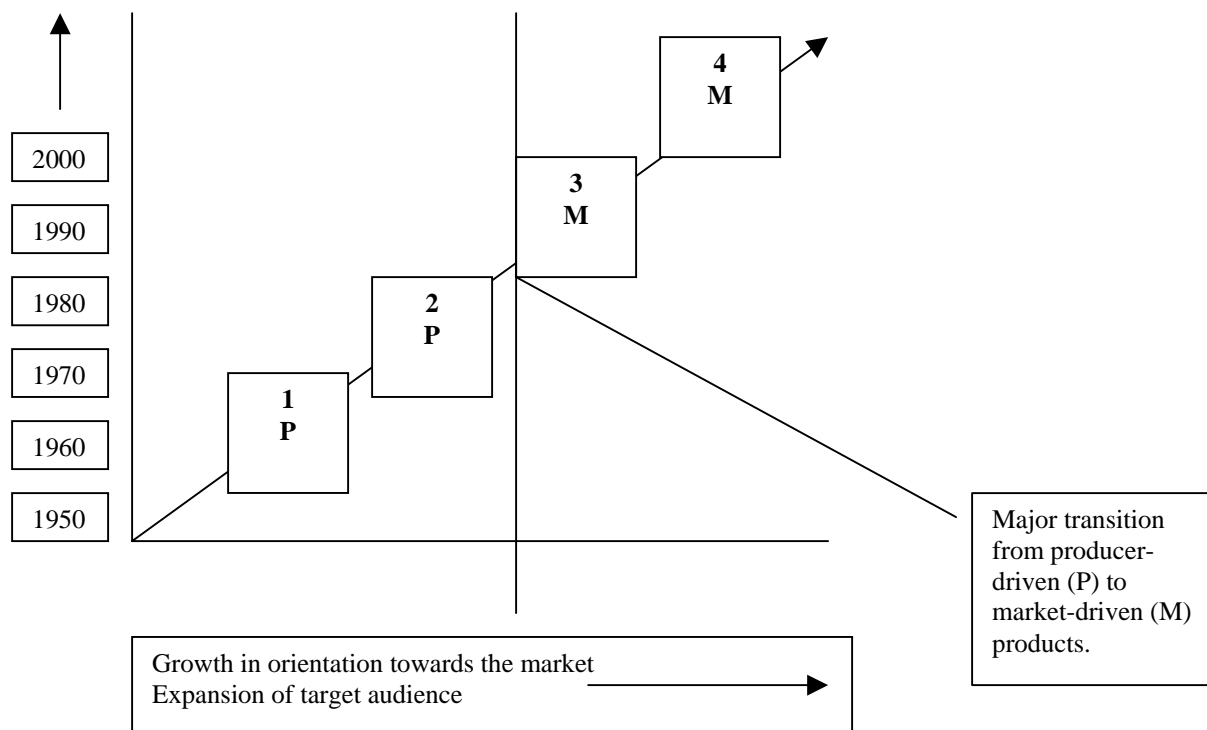 4
M
2000
3
M
1990
1980
2
P
1970
1
P
1960
1950
Major transition
from producer-
driven (P) to
market-driven (M)
products.
Growth in orientation towards the market
Expansion of target audience